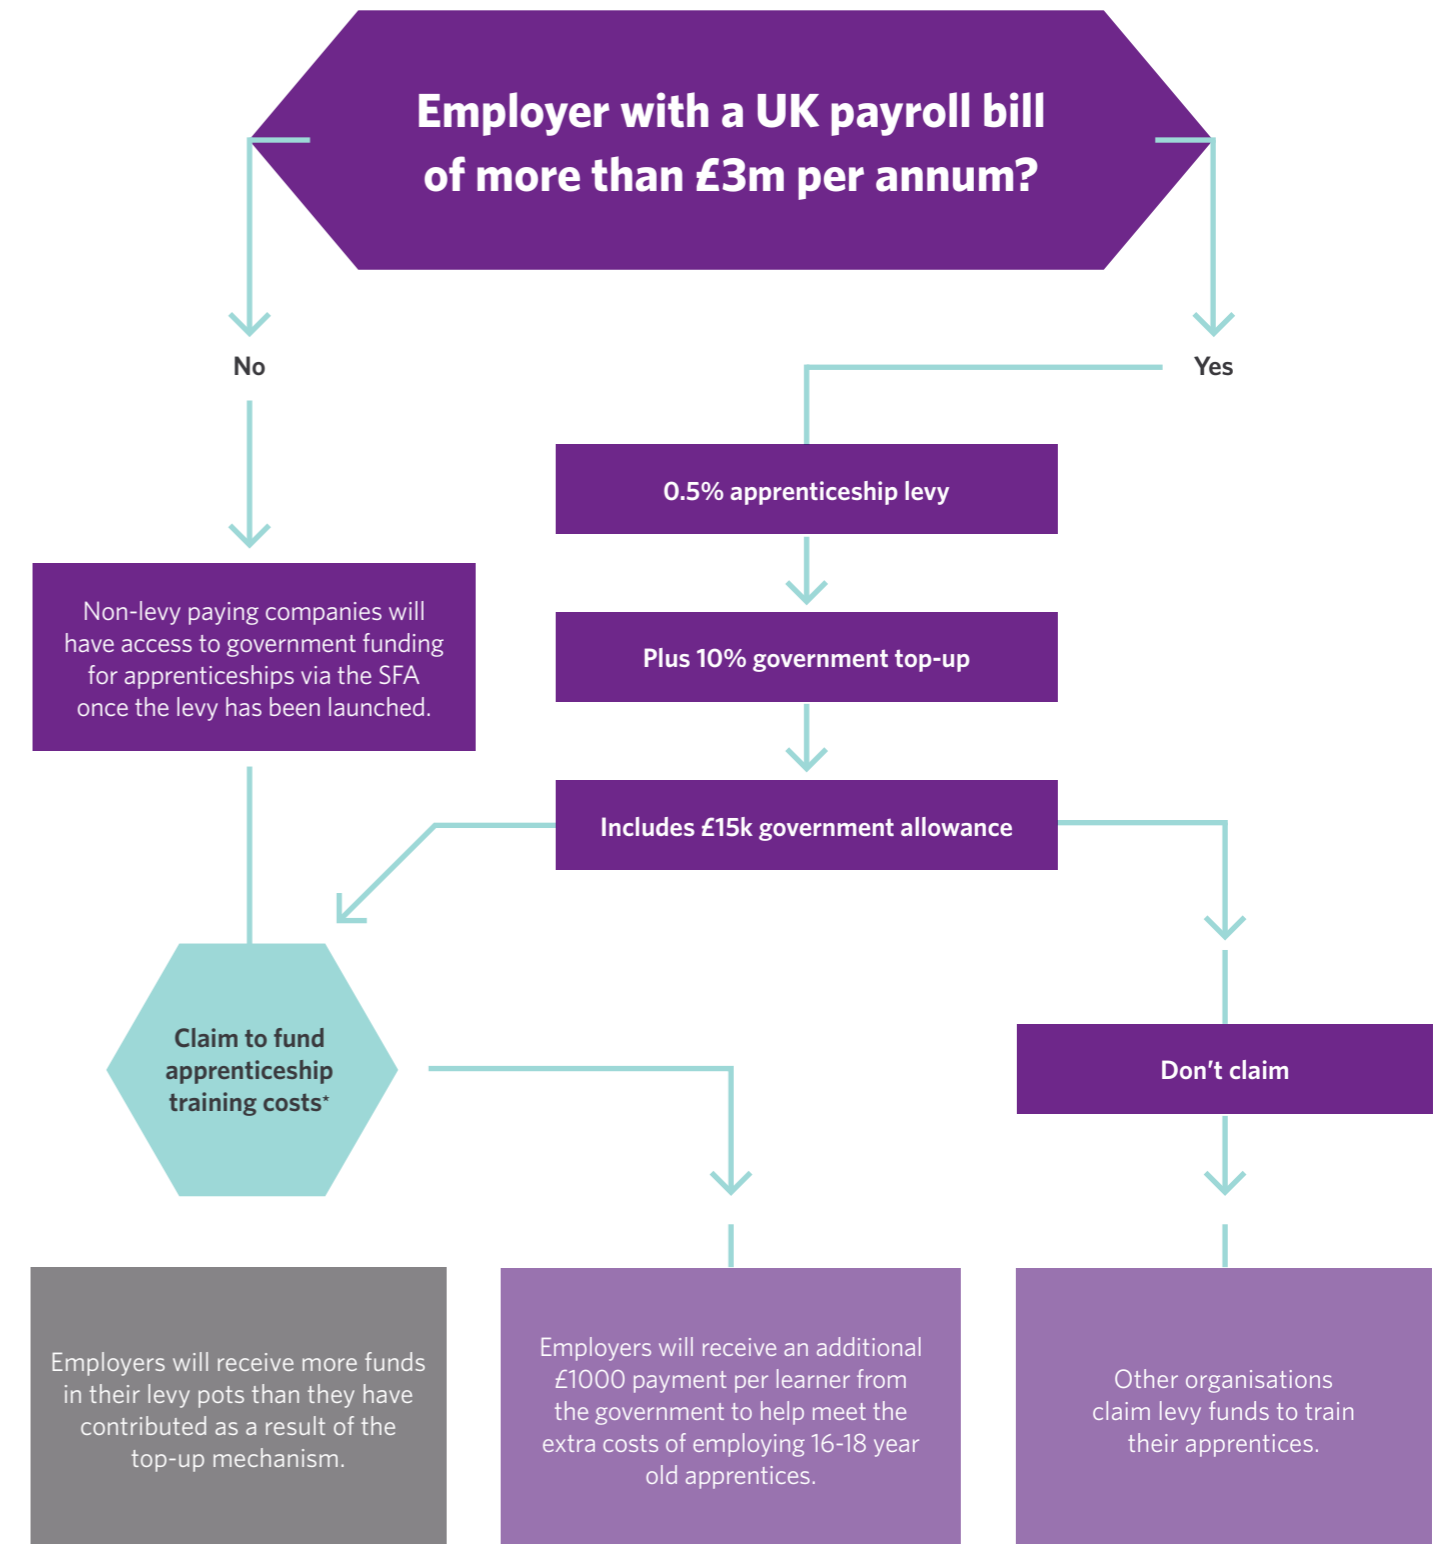 Employer with a UK payroll bill
of more than £3m per annum?
No
Yes
0.5% apprenticeship levy
Non-levy paying companies will
have access to government funding
for apprenticeships via the SFA
once the levy has been launched.
Plus 10% government top-up
Includes £15k government allowance
Claim to fund
apprenticeship
training costs*
Don't claim
Employers will receive more funds
in their levy pots than they have
contributed as a result of the
top-up mechanism.
Employers will receive an additional
£1000 payment per learner from
the government to help meet the
extra costs of employing 16-18 year
old apprentices.
Other organisations
claim levy funds to train
their apprentices.